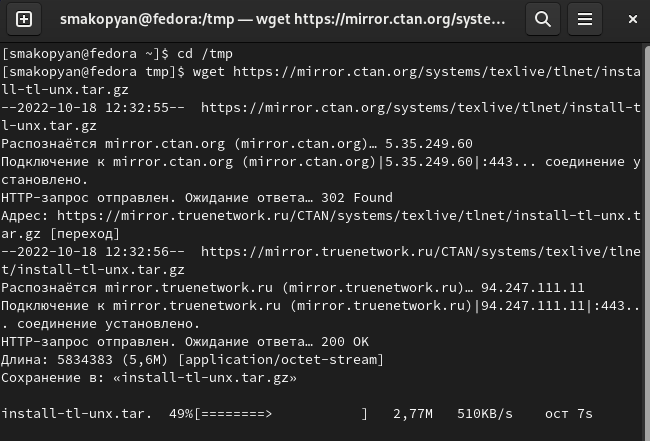 smakopyan@fedora:/tmp — wget https://mirror.ctan.org/syste…
[smakopyan@fedora ~]$ cd /tmp
[smakopyan@fedora tmp]$ wget https://mirror.ctan.org/systems/texlive/tlnet/insta
ll-tl-unx.tar.gz
--2022-10-18 12:32:55--  https://mirror.ctan.org/systems/texlive/tlnet/install-t
l-unx.tar.gz
Распознаётся mirror.ctan.org (mirror.ctan.org)… 5.35.249.60
Подключение к mirror.ctan.org (mirror.ctan.org)|5.35.249.60|:443... соединение у
становлено.
HTTP-запрос отправлен. Ожидание ответа… 302 Found
Адрес: https://mirror.truenetwork.ru/CTAN/systems/texlive/tlnet/install-tl-unx.t
ar.gz [переход]
--2022-10-18 12:32:56--  https://mirror.truenetwork.ru/CTAN/systems/texlive/tlne
t/install-tl-unx.tar.gz
Распознаётся mirror.truenetwork.ru (mirror.truenetwork.ru)… 94.247.111.11
Подключение к mirror.truenetwork.ru (mirror.truenetwork.ru)|94.247.111.11|:443..
. соединение установлено.
HTTP-запрос отправлен. Ожидание ответа… 200 OK
Длина: 5834383 (5,6M) [application/octet-stream]
Сохранение в: «install-tl-unx.tar.gz»
install-tl-unx.tar.  49%[========>           ]   2,77M   510KB/s    ост 7s